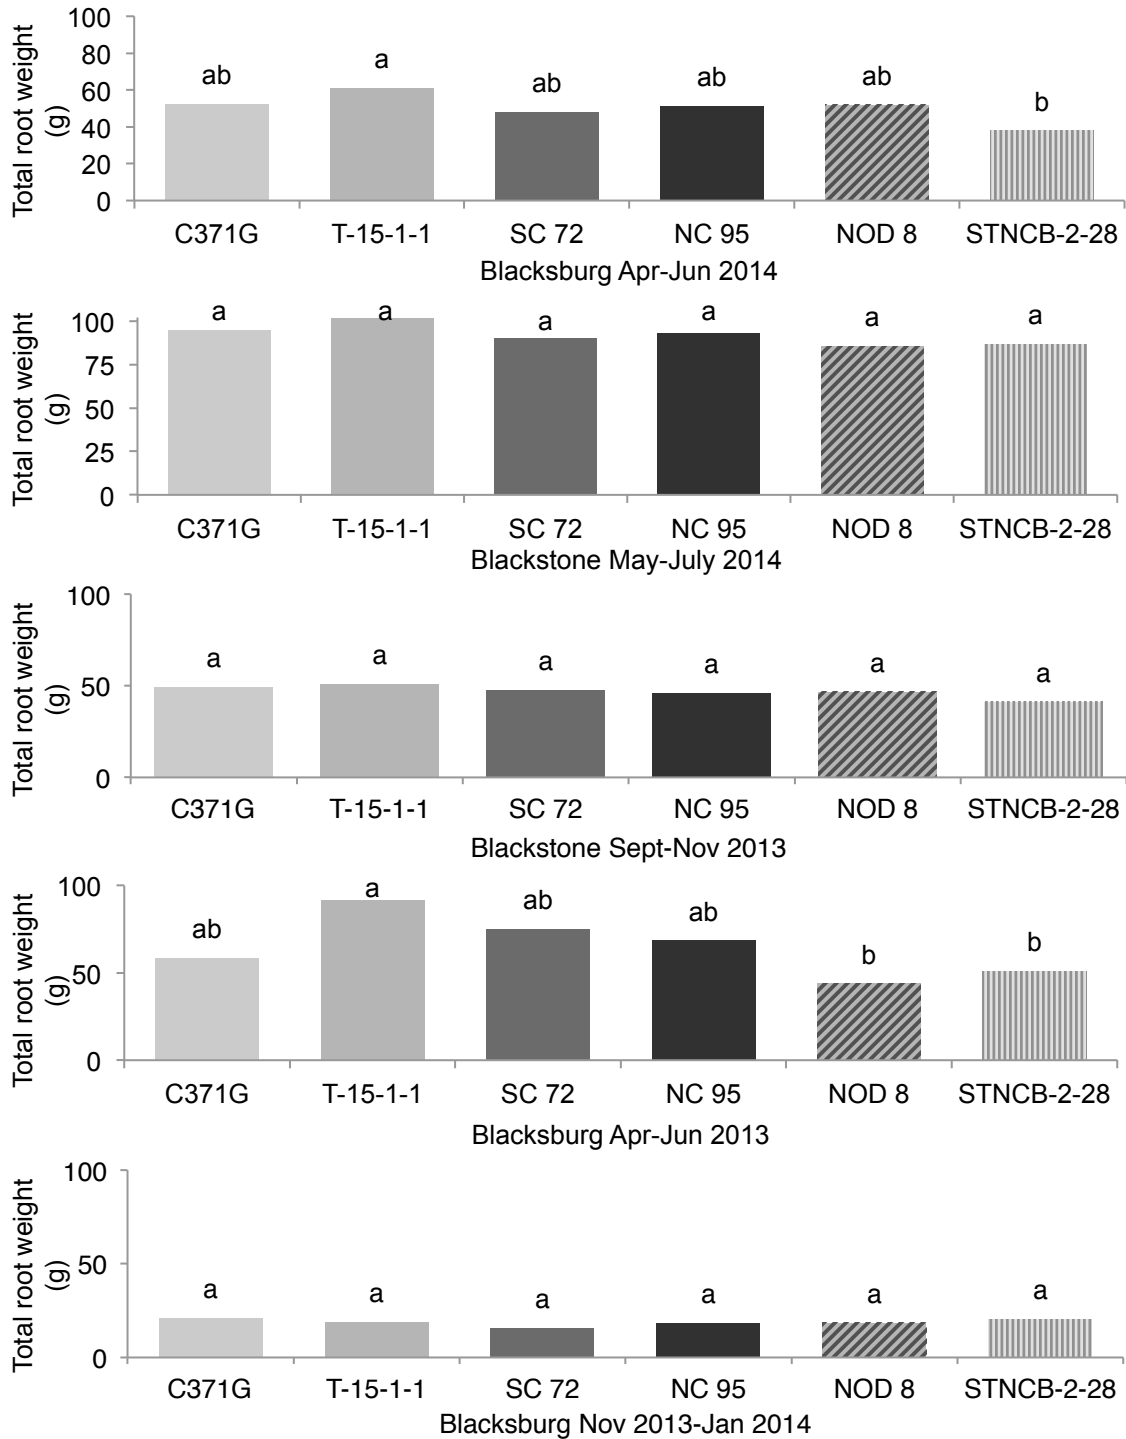 Total root weight
(g)
100
80
60
40
20
0
ab
a
ab
ab
ab
b
C371G T-15-1-1 SC 72 NC 95 NOD 8 STNCB-2-28
Blacksburg Apr-Jun 2014
Total root weight
(g)
100
75
50
25
0
a
a
a
a
a
a
C371G T-15-1-1 SC 72 NC 95 NOD 8 STNCB-2-28
Blackstone May-July 2014
Total root weight
(g)
100
50
0
a
a
a
a
a
a
C371G T-15-1-1 SC 72 NC 95 NOD 8 STNCB-2-28
Blackstone Sept-Nov 2013
Total root weight
(g)
100
50
0
ab
a
ab
ab
b
b
C371G T-15-1-1 SC 72 NC 95 NOD 8 STNCB-2-28
Blacksburg Apr-Jun 2013
Total root weight
(g)
100
50
0
a
a
a
a
a
a
C371G T-15-1-1 SC 72 NC 95 NOD 8 STNCB-2-28
Blacksburg Nov 2013-Jan 2014